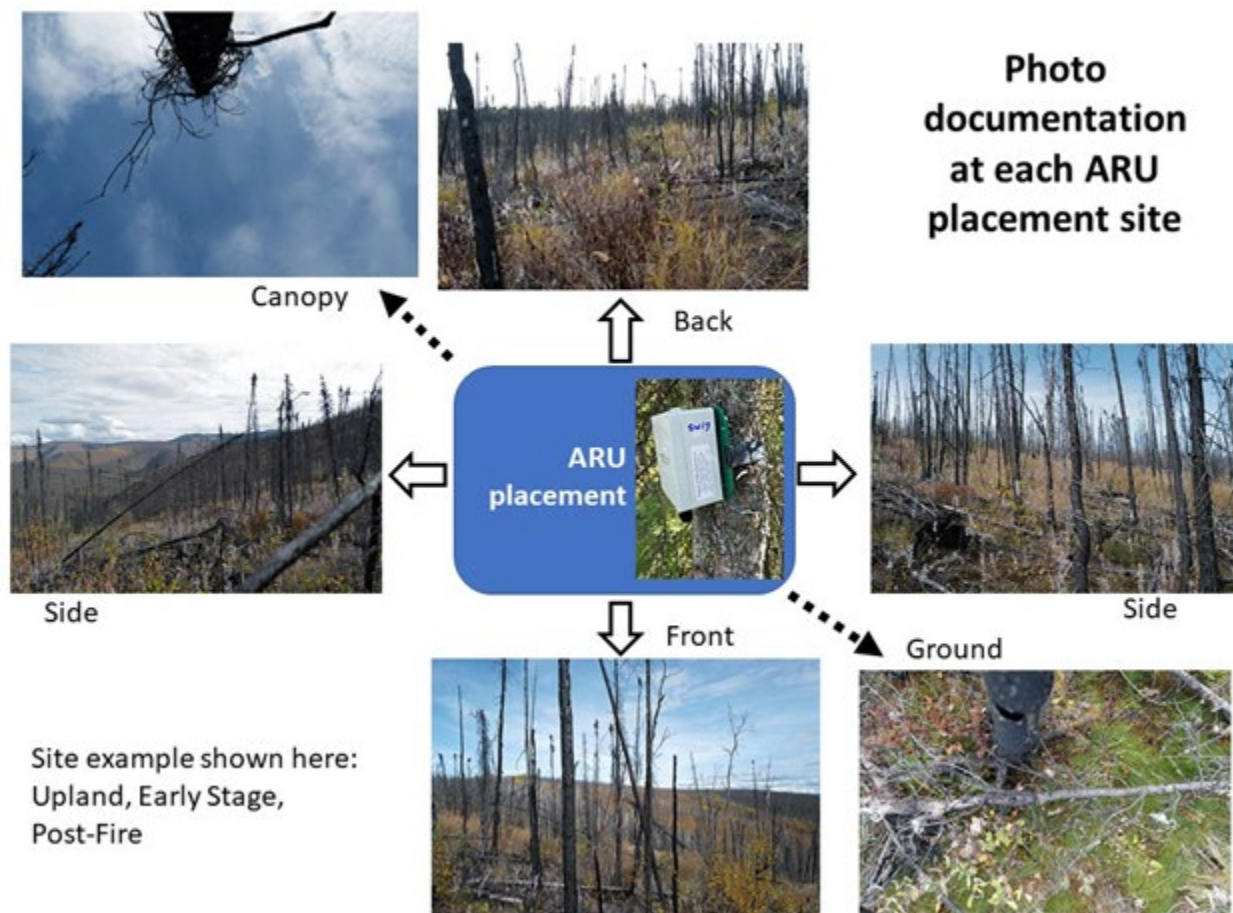 Photo
documentation
at each ARU
placement site
Canopy
Back
ARU
placement
Side
Side
Front
Ground
Site example shown here:
Upland, Early Stage,
Post-Fire